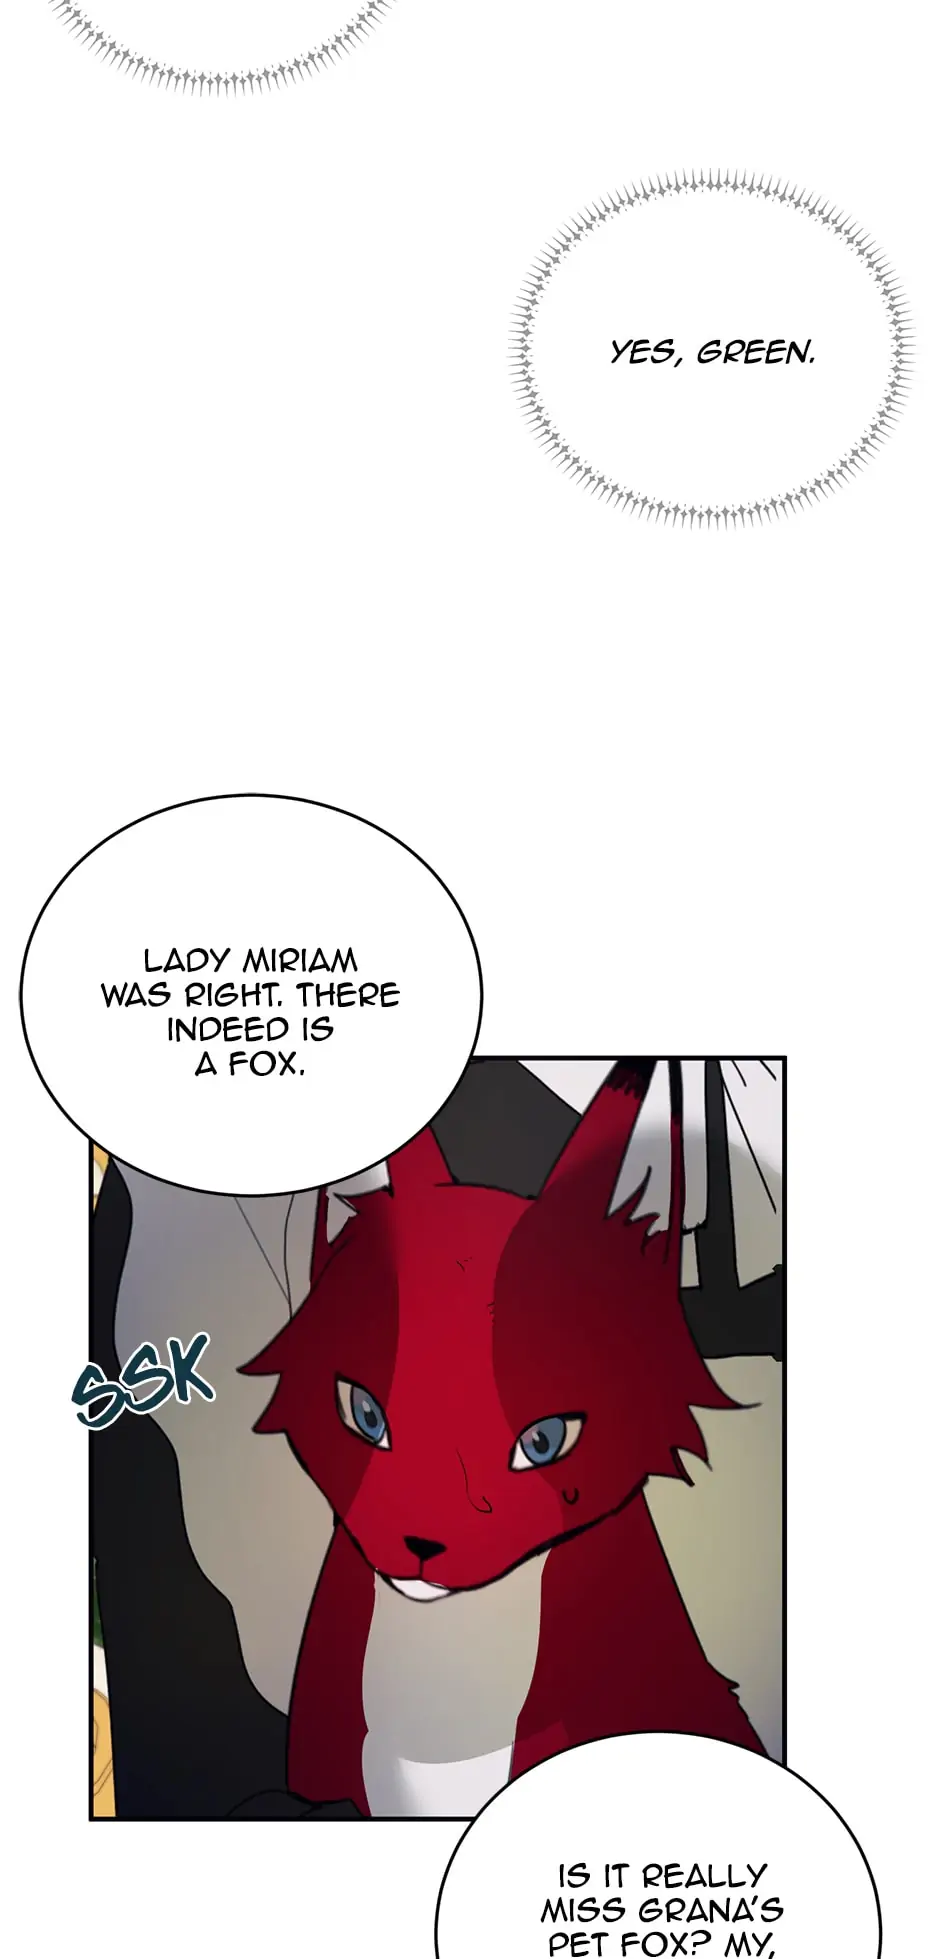 YES, GREEN.
LADY MIRIAM
WAS RIGHT. THERE
INDEED IS
A FOX.
SSK
IS IT REALLY
MISS GRANA'S
PET FOX? MY,